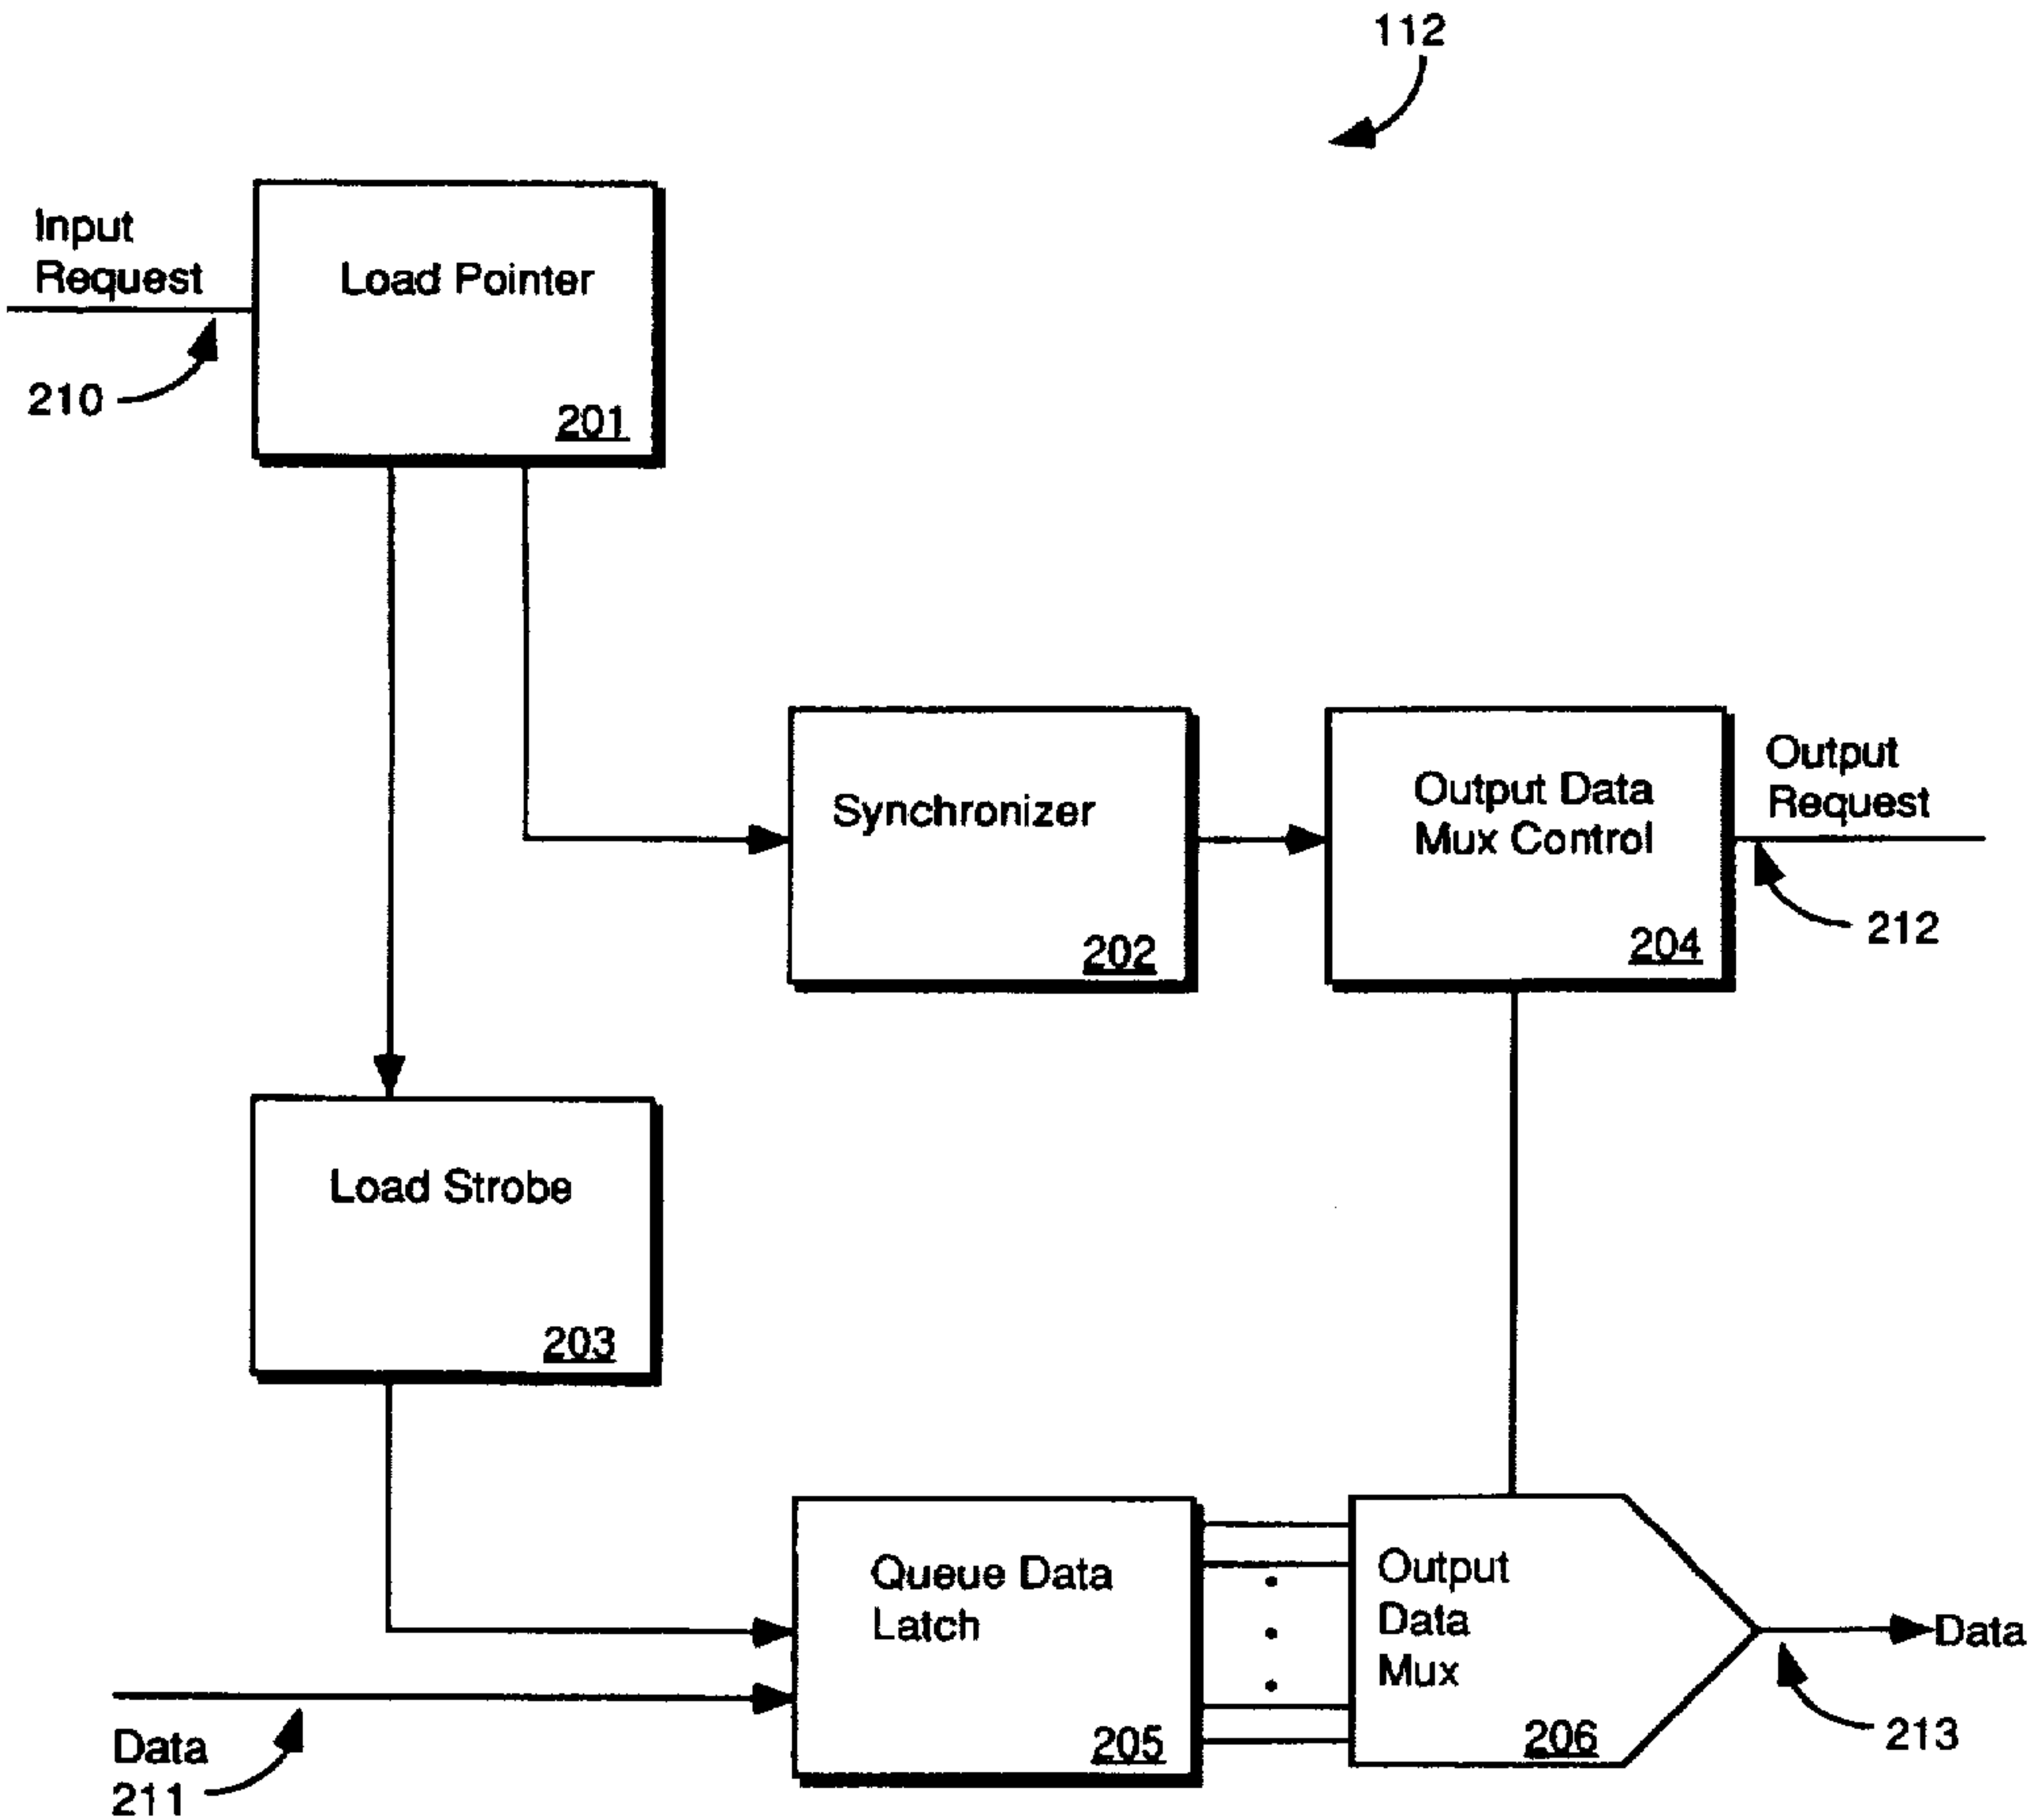 112
Input
Request
210
Load Pointer
201
Synchronizer
202
Output Data
Mux Control
204
Output
Request
212
Load Strobe
203
Queue Data
Latch
205
Output
Data
Mux
206
Data
213
Data
211